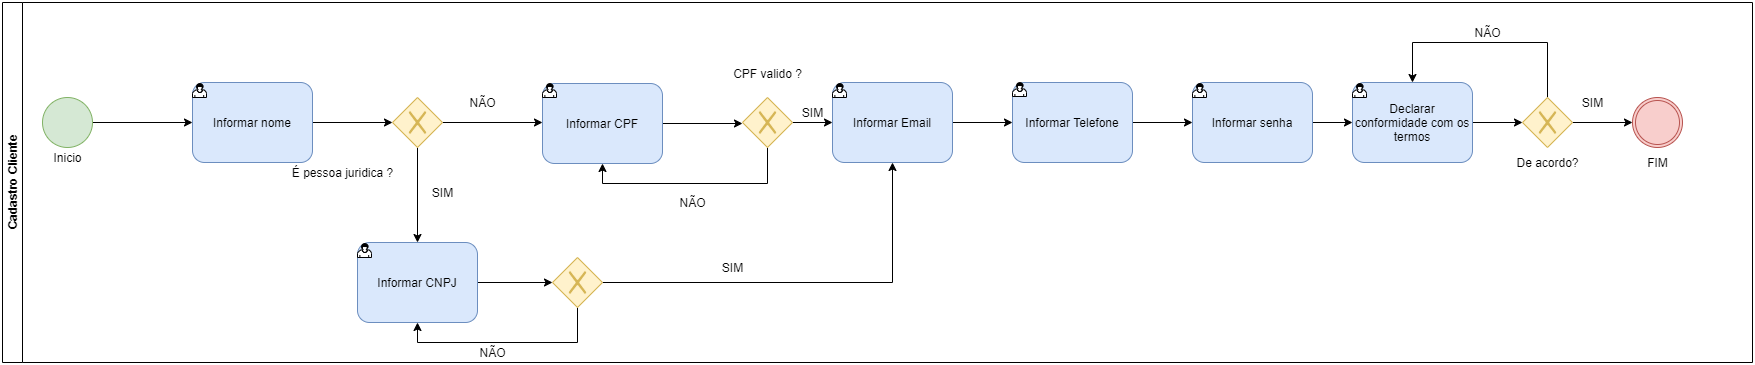 Cadastro Cliente
Inicio
Informar nome
É pessoa juridica ?
NÃO
SIM
Informar CPF
CPF valido ?
SIM
NÃO
Informar CNPJ
SIM
NÃO
Informar Email
Informar Telefone
Informar senha
Declarar
conformidade com os
termos
NÃO
De acordo?
SIM
FIM